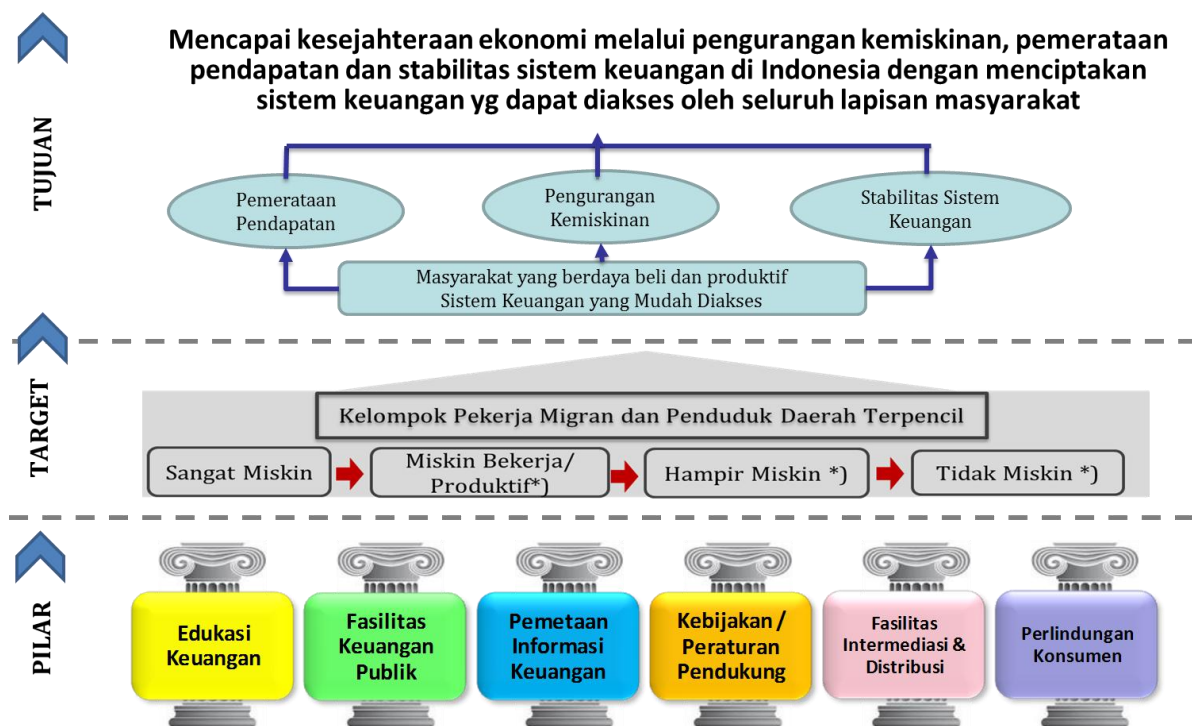 Mencapai kesejahteraan ekonomi melalui pengurangan kemiskinan, pemerataan
pendapatan dan stabilitas sistem keuangan di Indonesia dengan menciptakan
sistem keuangan yg dapat diakses oleh seluruh lapisan masyarakat
TUJUAN
Pemerataan
Pendapatan
Pengurangan
Kemiskinan
Stabilitas Sistem
Keuangan
Masyarakat yang berdaya beli dan produktif
Sistem Keuangan yang Mudah Diakses
TARGET
Kelompok Pekerja Migran dan Penduduk Daerah Terpencil
Sangat Miskin
Miskin Bekerja/
Produktif*)
Hampir Miskin *)
Tidak Miskin *)
PILAR
Edukasi
Keuangan
Fasilitas
Keuangan
Publik
Pemetaan
Informasi
Keuangan
Kebijakan /
Peraturan
Pendukung
Fasilitas
Intermediasi &
Distribusi
Perlindungan
Konsumen